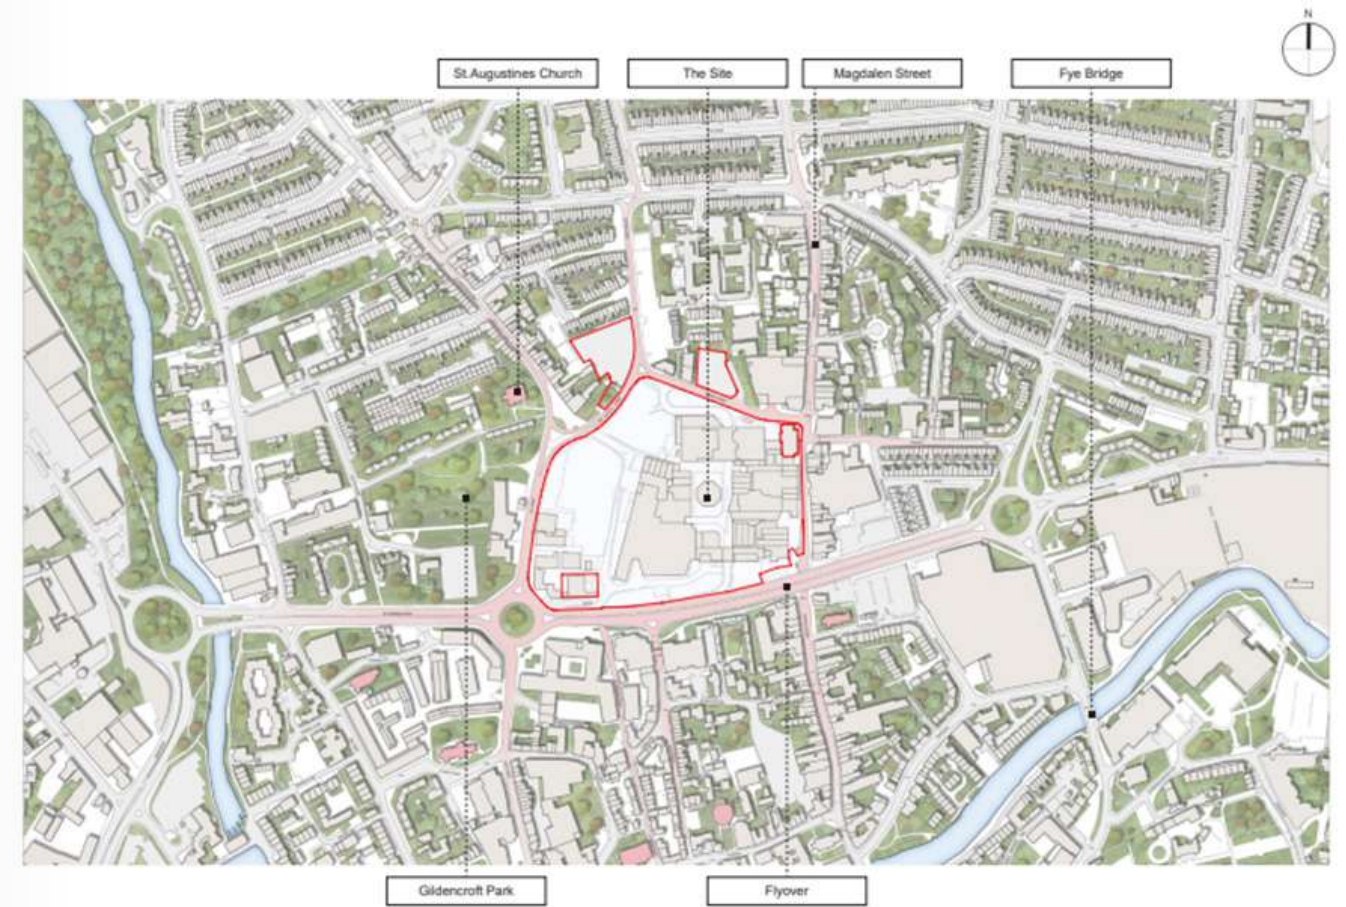 N
St.Augustines Church
The Site
Magdalen Street
Fye Bridge
Gildencroft Park
Flyover